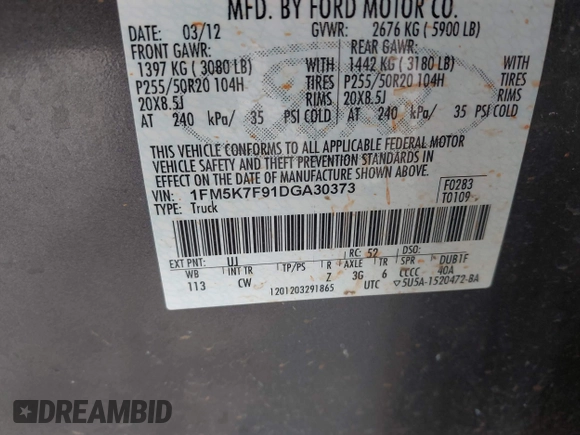 MFD. BY FORD MOTOR CO.
DATE: 03/12 GVWR: 2676 KG ( 5900 LB)
FRONT GAWR: REAR GAWR:
1397 KG ( 3080 LB) 1442 KG ( 3180 LB)
P255/50R20 104H TIRES P255/50R20 104H TIRES
20X8.5J RIMS 20X8.5J RIMS
AT 240 kPa/ 35 PSI COLD AT 240 kPa/ 35 PSI COLD
THIS VEHICLE CONFORMS TO ALL APPLICABLE FEDERAL MOTOR
VEHICLE SAFETY AND THEFT PREVENTION STANDARDS IN
EFFECT ON THE DATE OF MANUFACTURE SHOWN ABOVE.
VIN: 1FM5K7F91DGA30373 F0283
TYPE: Truck T0109
EXT PNT: UJ RC: 52 DSO:
WB INT TR TP/PS R AXLE TR SPR DUB1F
113 CW Z 3G 6 CCCC 40A
1201203291865 UTC ▽5U5A-1520472-BA
DREAMBID